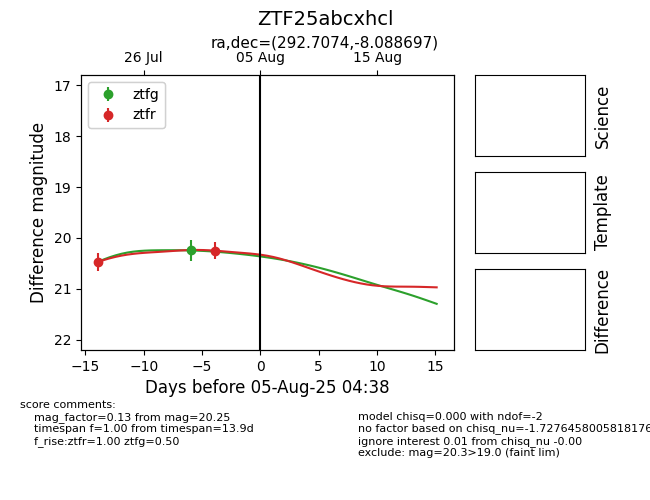 ZTF25abcxhcl
ra,dec=(292.7074,-8.088697)
26 Jul
05 Aug
15 Aug
ztfg
ztfr
17
18
19
20
21
22
Difference magnitude
−15
−10
−5
0
5
10
15
Days before 05-Aug-25 04:38
Science
Template
Difference
score comments:
mag_factor=0.13 from mag=20.25
timespan f=1.00 from timespan=13.9d
f_rise:ztfr=1.00 ztfg=0.50
model chisq=0.000 with ndof=-2
no factor based on chisq_nu=-1.7276458005818176
ignore interest 0.01 from chisq_nu -0.00
exclude: mag=20.3>19.0 (faint lim)